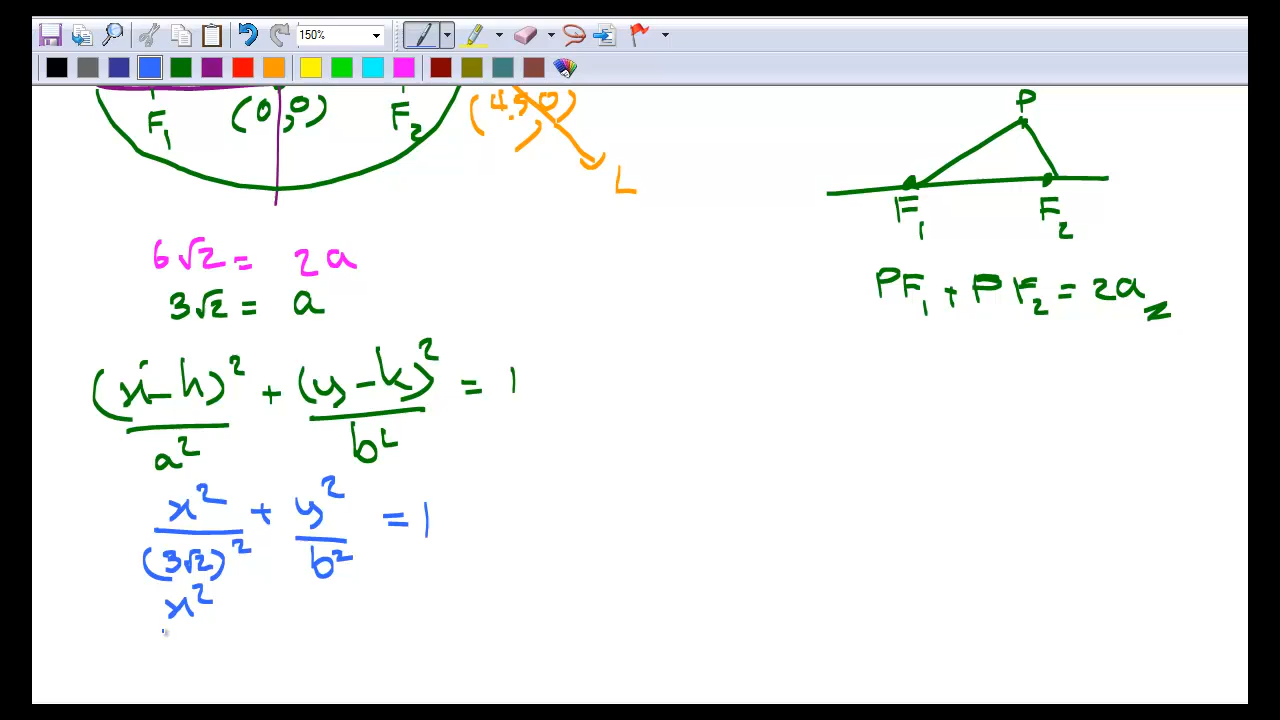 150%
P
(4.5,0)
F₁ (0,0) F₂
L
F₁ F₂
6√2 = 2a
3√2 = a
PF₁ + PF₂ = 2a
(x-h)²/a² + (y-k)²/b² = 1
x²/(3√2)² + y²/b² = 1
x²